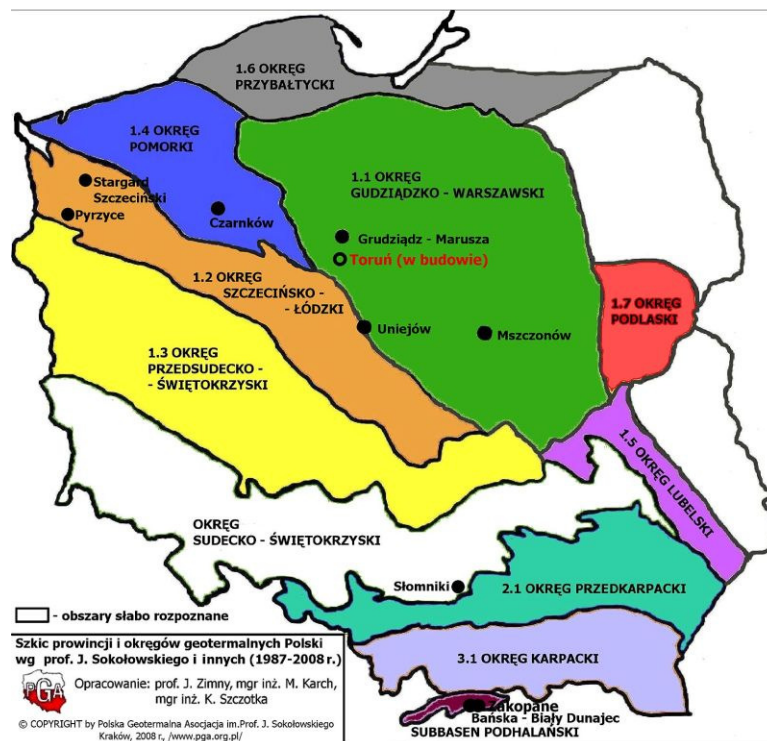 1.6 OKRĘG
PRZYBAŁTYCKI
1.4 OKRĘG
POMORKI
1.1 OKRĘG
GUDZIĄDZKO - WARSZAWSKI
Stargard
Szczeciński
Pyrzyce
Czarnków
Grudziądz - Marusza
Toruń (w budowie)
1.2 OKRĘG
SZCZECIŃSKO -
- ŁÓDZKI
1.7 OKRĘG
PODLASKI
Uniejów
Mszczonów
1.3 OKRĘG
PRZEDSUDECKO -
- ŚWIĘTOKRZYSKI
1.5 OKRĘG LUBELSKI
OKRĘG
SUDECKO - ŚWIĘTOKRZYSKI
Słomniki
2.1 OKRĘG PRZEDKARPACKI
- obszary słabo rozpoznane
3.1 OKRĘG KARPACKI
Zakopane
Bańska - Biały Dunajec
SUBBASEN PODHALAŃSKI
Szkic prowincji i okręgów geotermalnych Polski
wg prof. J. Sokołowskiego i innych (1987-2008 r.)
PGA
Opracowanie: prof. J. Zimny, mgr inż. M. Karch,
mgr inż. K. Szczotka
© COPYRIGHT by Polska Geotermalna Asocjacja im.Prof. J. Sokołowskiego
Kraków, 2008 r., /www.pga.org.pl/